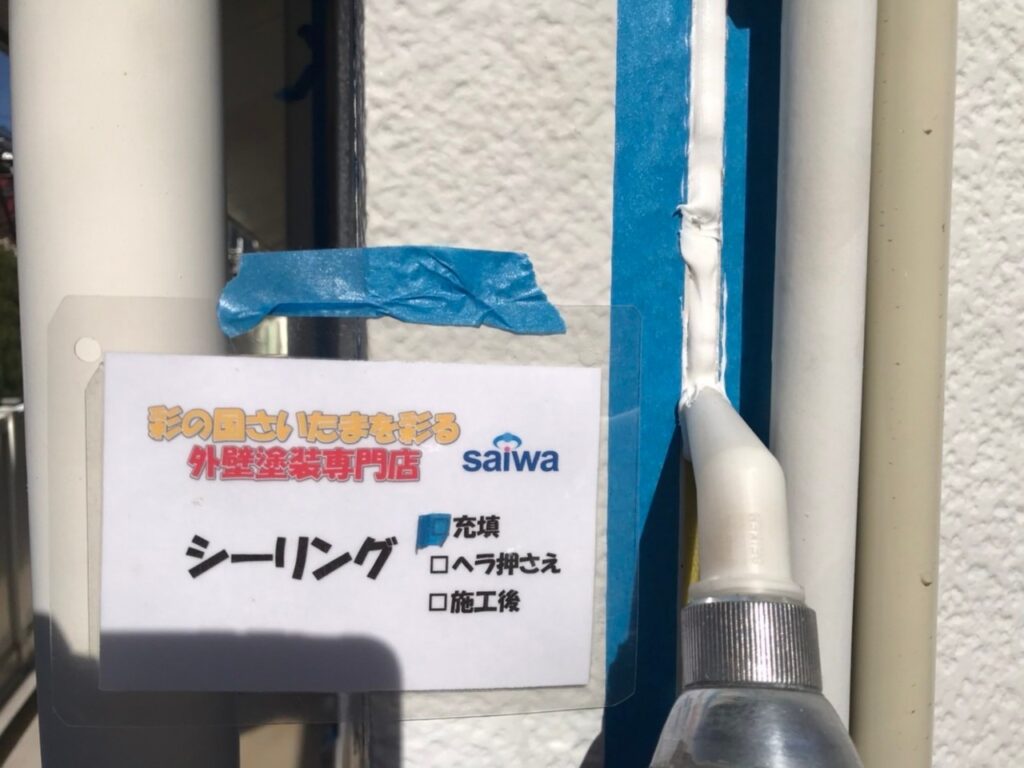 彩の国さいたまを彩る
外壁塗装専門店
saiwa
シーリング
□充填
□ヘラ押さえ
□施工後